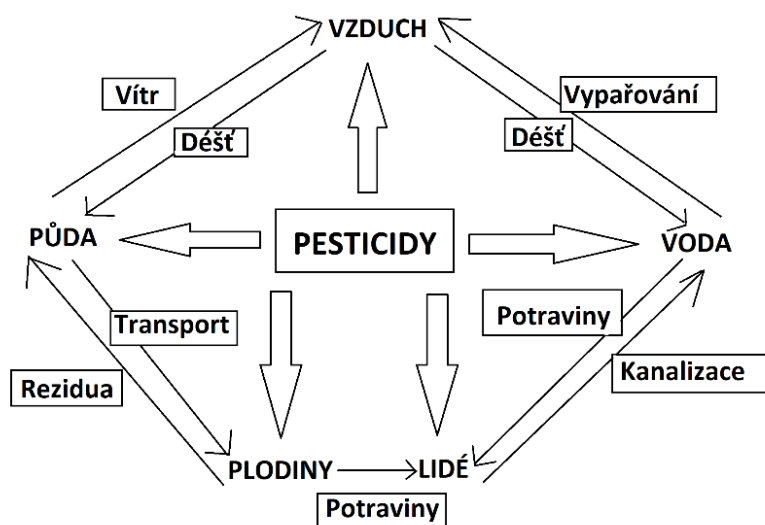 VZDUCH
Vítr
Vypařování
Déšť
Déšť
PŮDA
PESTICIDY
VODA
Transport
Potraviny
Rezidua
Kanalizace
PLODINY
LIDÉ
Potraviny